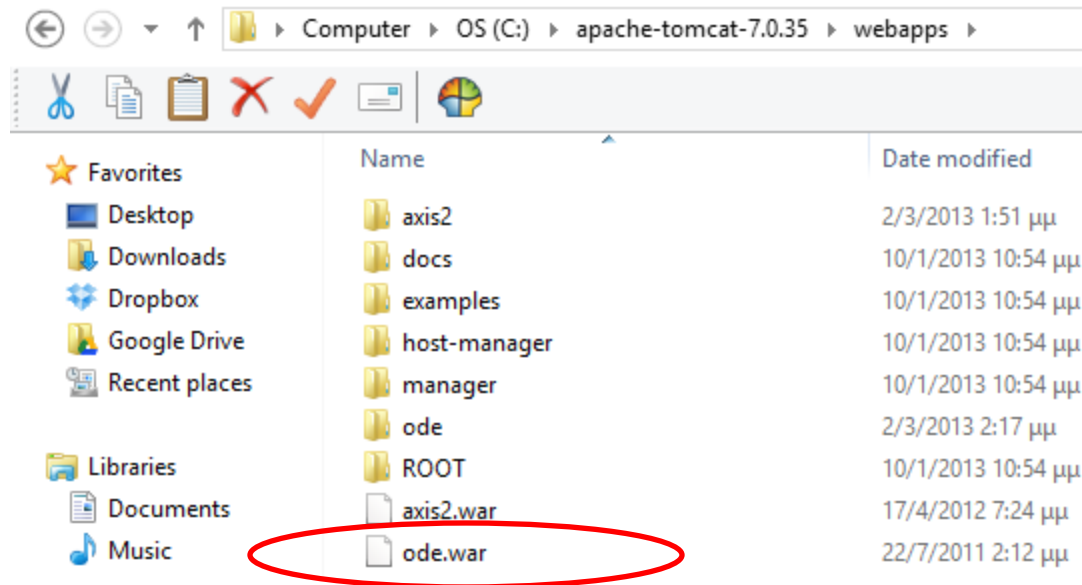 Computer OS (C:) apache-tomcat-7.0.35 webapps
Name Date modified
Favorites
Desktop
Downloads
Dropbox
Google Drive
Recent places
Libraries
Documents
Music
axis2 2/3/2013 1:51 μμ
docs 10/1/2013 10:54 μμ
examples 10/1/2013 10:54 μμ
host-manager 10/1/2013 10:54 μμ
manager 10/1/2013 10:54 μμ
ode 2/3/2013 2:17 μμ
ROOT 10/1/2013 10:54 μμ
axis2.war 17/4/2012 7:24 μμ
ode.war 22/7/2011 2:12 μμ